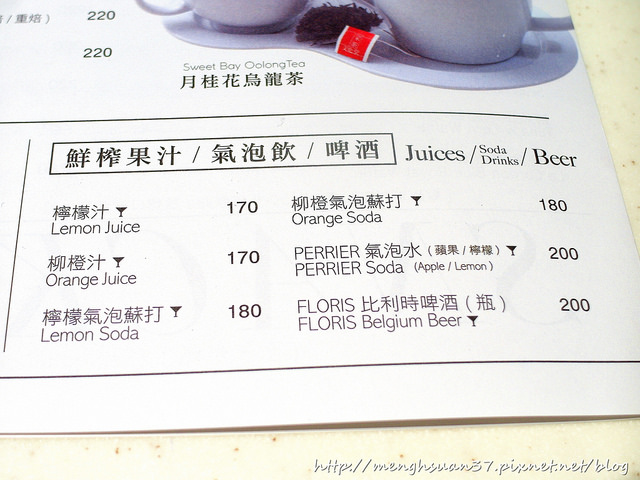 /重焙) 220
220
Sweet Bay OolongTea
月桂花烏龍茶
鮮榨果汁 / 氣泡飲 / 啤酒 Juices / Soda Drinks / Beer
檸檬汁 170
Lemon Juice
柳橙汁 170
Orange Juice
檸檬氣泡蘇打 180
Lemon Soda
柳橙氣泡蘇打 180
Orange Soda
PERRIER 氣泡水 (蘋果 / 檸檬) 200
PERRIER Soda (Apple / Lemon)
FLORIS 比利時啤酒 (瓶) 200
FLORIS Belgium Beer
http://menghsuan37.pixnet.net/blog